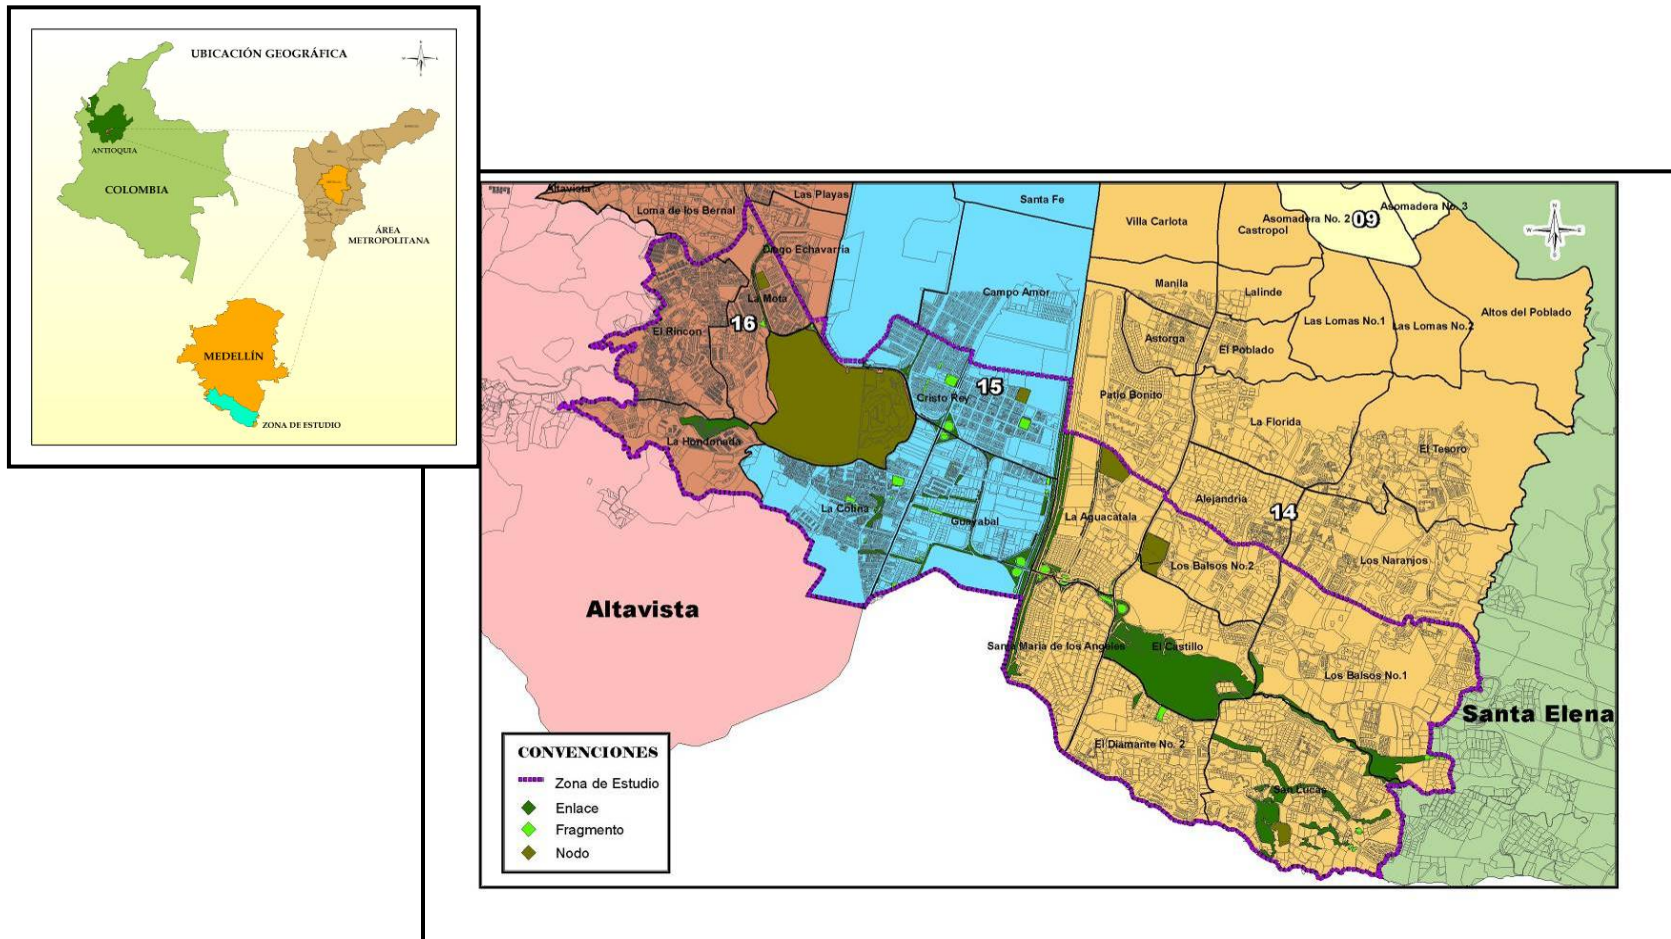 UBICACIÓN GEOGRÁFICA
ANTIOQUIA
COLOMBIA
ÁREA
METROPOLITANA
MEDELLÍN
ZONA DE ESTUDIO
Altavista
Loma de los Bernal
Las Playas
Diego Echavarría
Santa Fe
Campo Amor
Villa Carlota
Castropol
Asomadera No. 2
09
Asomadera No. 3
Manila
Lalinde
Las Lomas No.1
Las Lomas No.2
Altos del Poblado
Astorga
El Poblado
La Mota
El Rincon
16
15
Cristo Rey
Patio Bonito
La Florida
El Tesoro
La Hondonada
La Colina
Guayabal
La Aguacatala
Alejandría
14
Los Balsos No.2
Los Naranjos
Altavista
Santa Maria de los Angeles
El Castillo
Los Balsos No.1
Santa Elena
El Diamante No. 2
San Lucas
CONVENCIONES
Zona de Estudio
Enlace
Fragmento
Nodo